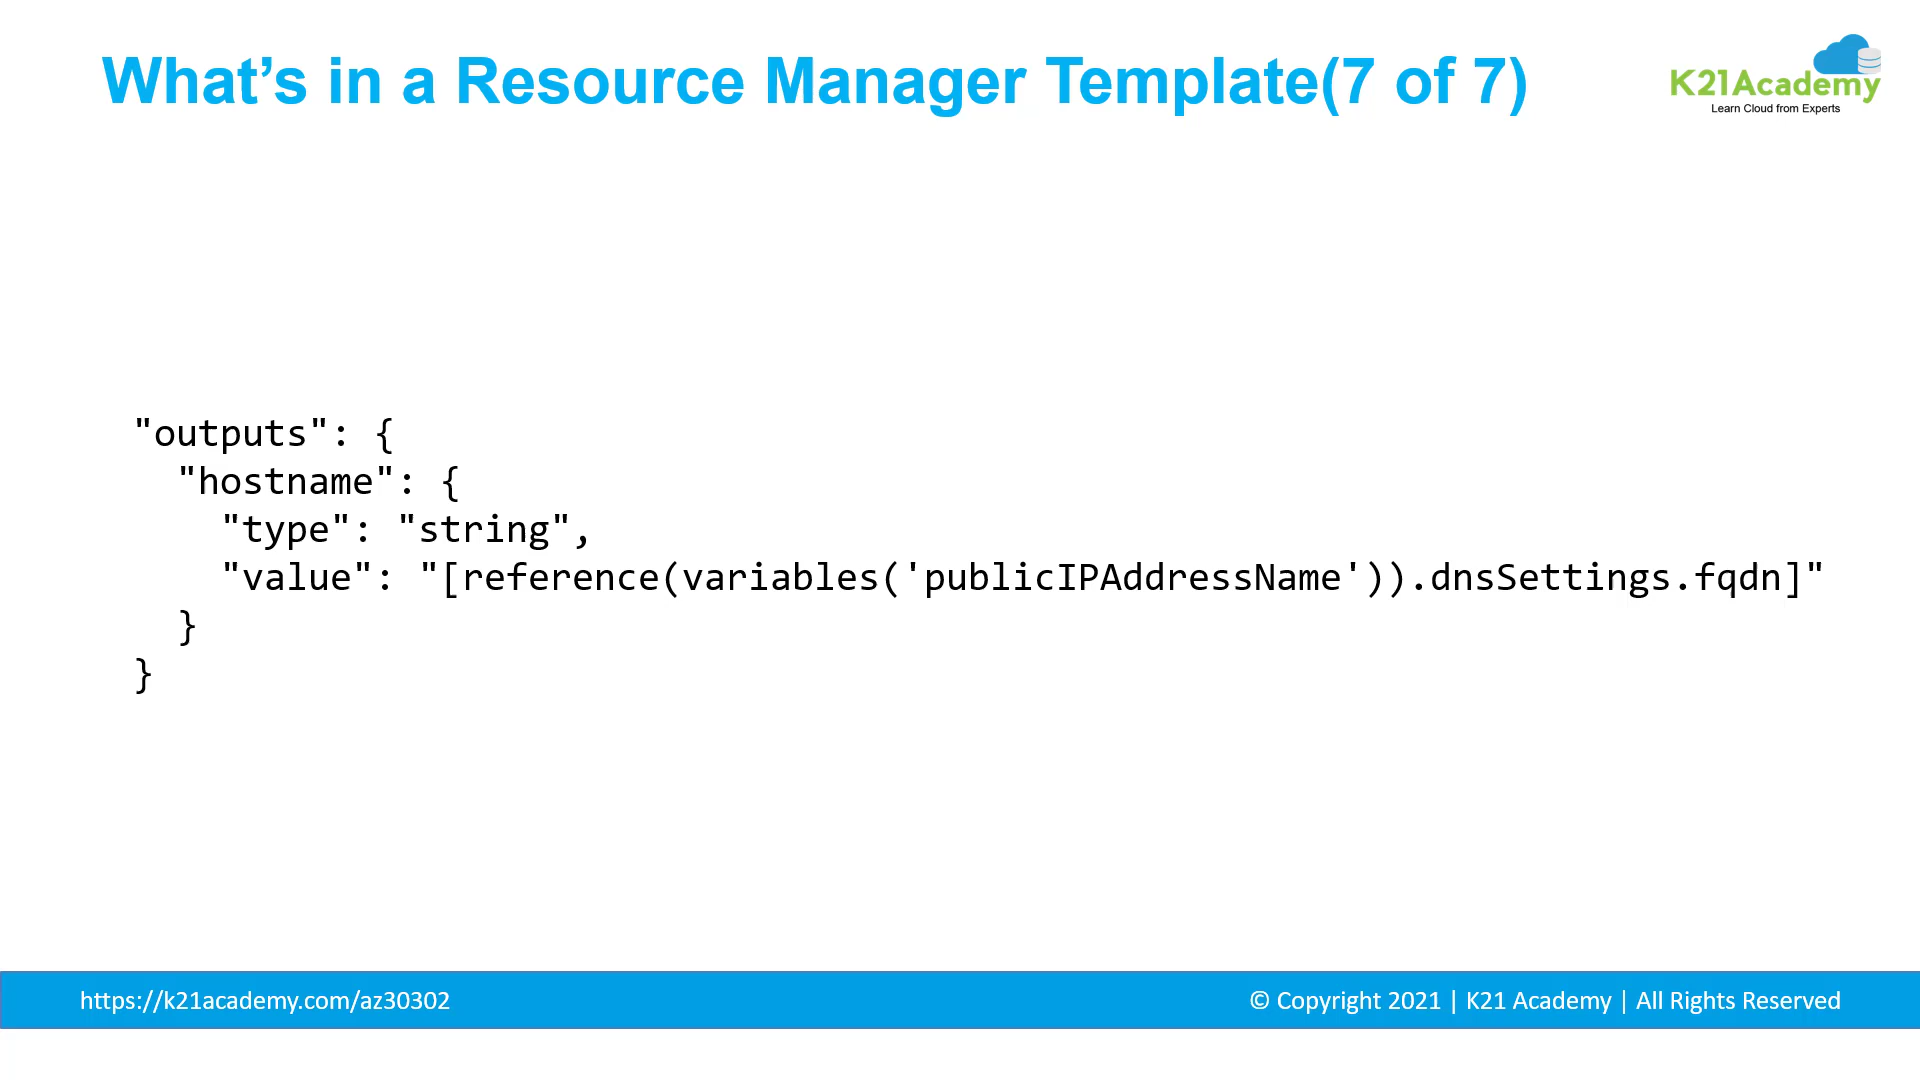 What’s in a Resource Manager Template(7 of 7)
K21Academy
Learn Cloud from Experts
"outputs": {
  "hostname": {
    "type": "string",
    "value": "[reference(variables('publicIPAddressName')).dnsSettings.fqdn]"
  }
}
https://k21academy.com/az30302
© Copyright 2021 | K21 Academy | All Rights Reserved